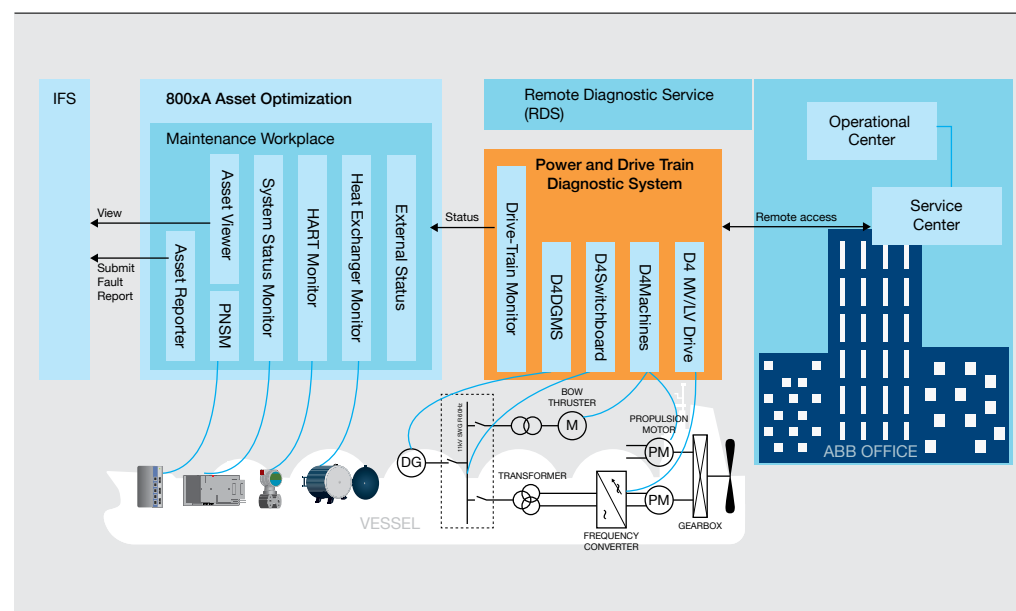 IFS
800xA Asset Optimization
Maintenance Workplace
Asset Viewer
Asset Reporter
PNSM
System Status Monitor
HART Monitor
Heat Exchanger Monitor
External Status
View
Submit
Fault
Report
Status
Remote Diagnostic Service
(RDS)
Power and Drive Train
Diagnostic System
Drive-Train Monitor
D4DGMS
D4Switchboard
D4Machines
D4 MV/LV Drive
Remote access
Operational
Center
Service
Center
ABB OFFICE
BOW
THRUSTER
M
11KV SWG R 60Hz
DG
PROPULSION
MOTOR
PM
TRANSFORMER
PM
GEARBOX
FREQUENCY
CONVERTER
VESSEL